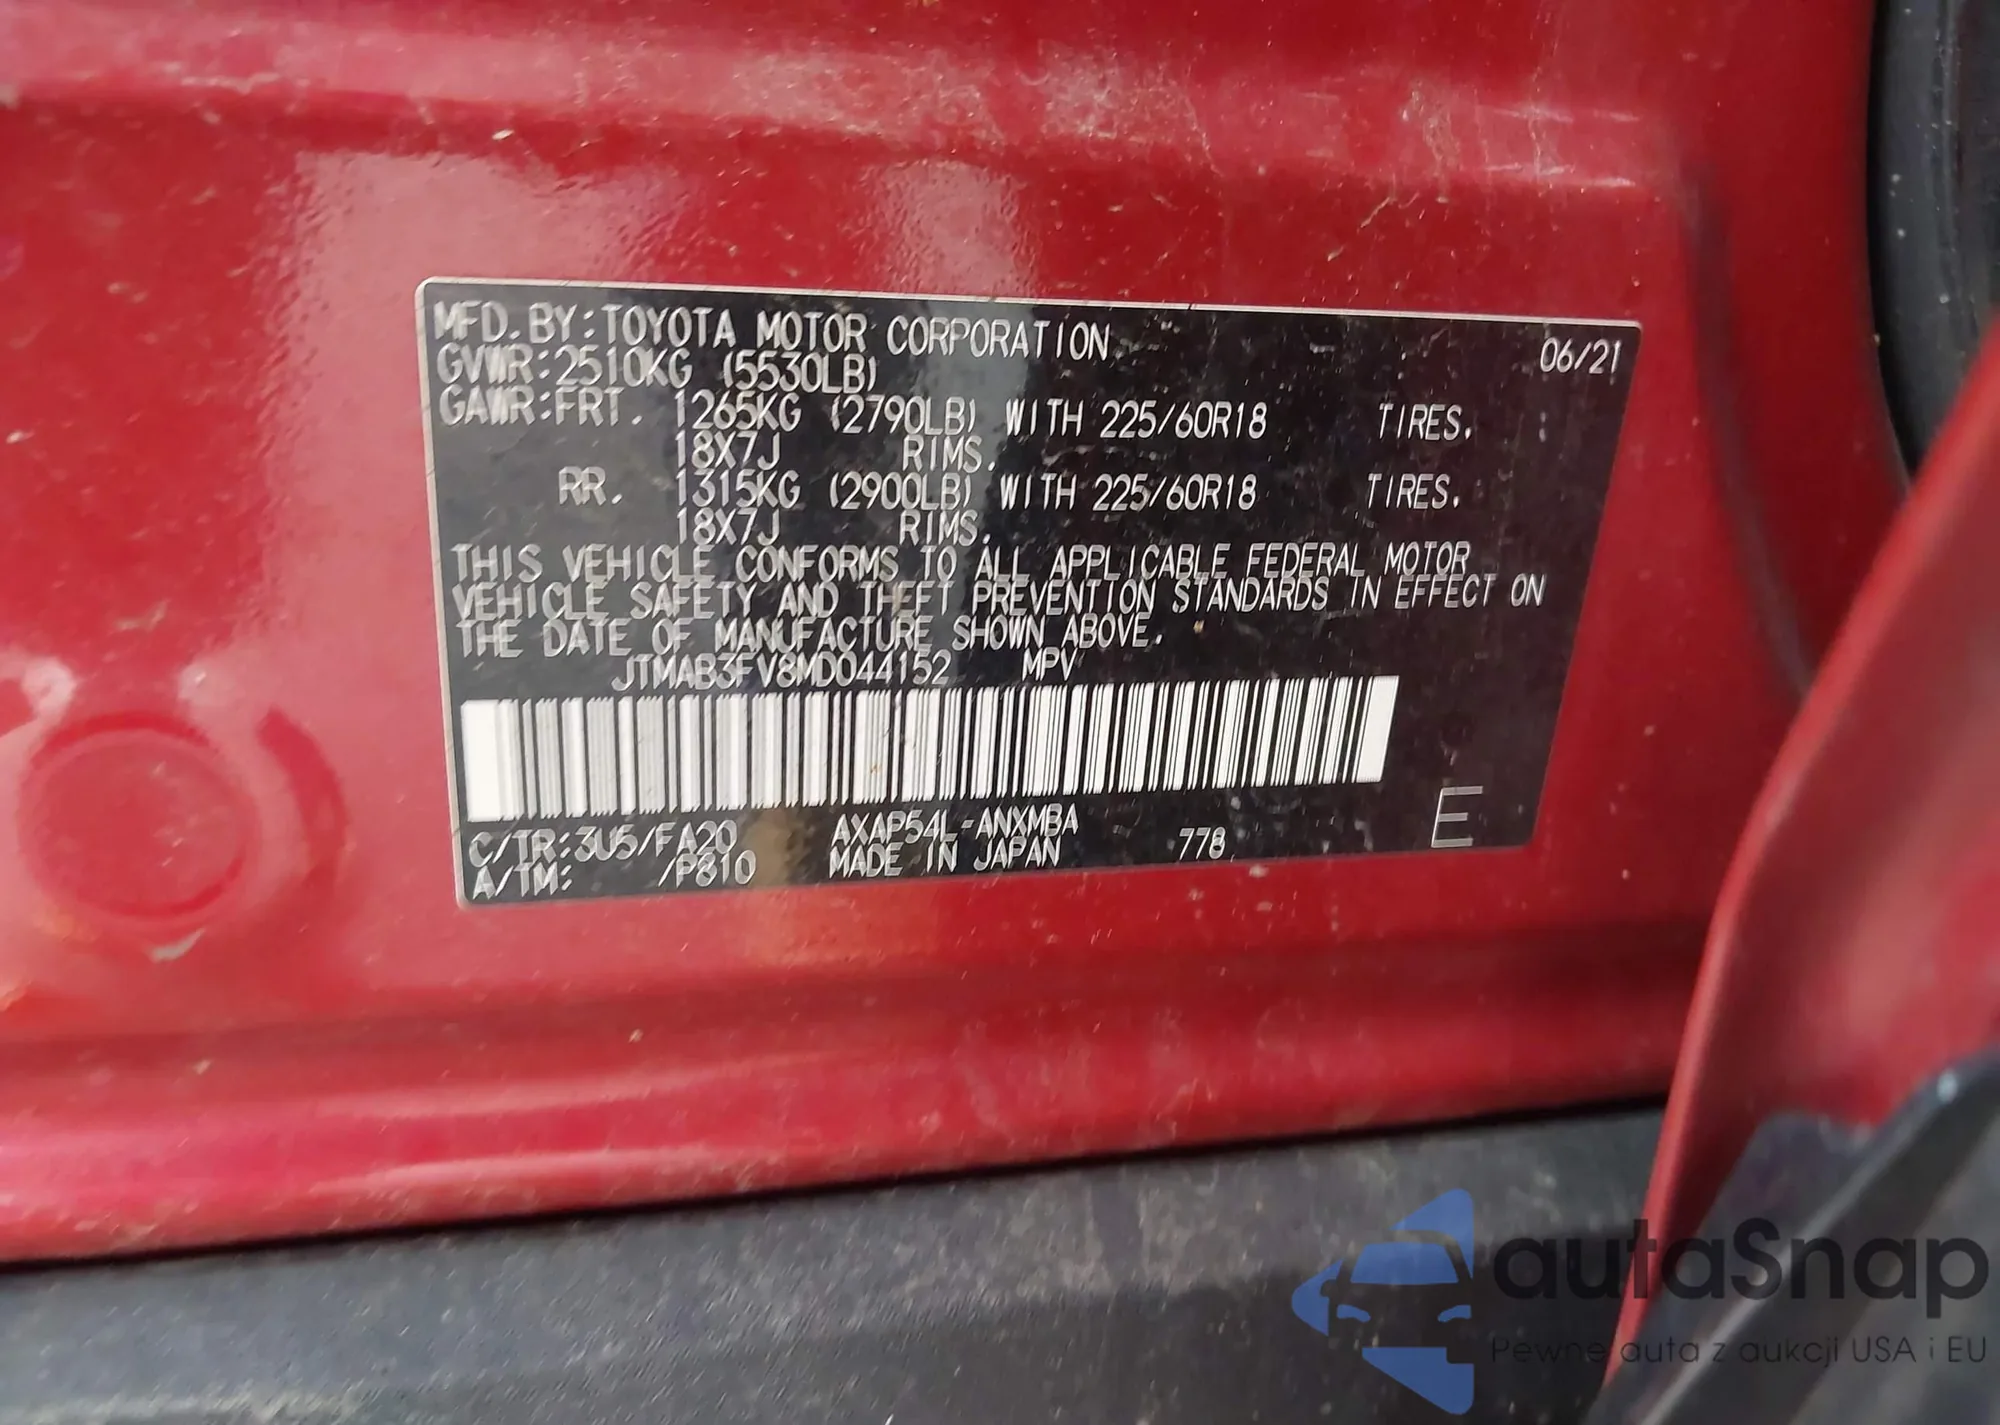 MFD. BY: TOYOTA MOTOR CORPORATION 06/21
GVWR: 2510KG (5530LB)
GAWR: FRT. 1265KG (2790LB) WITH 225/60R18 TIRES.
18X7J RIMS.
RR. 1315KG (2900LB) WITH 225/60R18 TIRES.
18X7J RIMS.
THIS VEHICLE CONFORMS TO ALL APPLICABLE FEDERAL MOTOR
VEHICLE SAFETY AND THEFT PREVENTION STANDARDS IN EFFECT ON
THE DATE OF MANUFACTURE SHOWN ABOVE.
JTMAB3FV8MD044152 MPV
C/TR: 3U5/FA20 AXAP54L-ANXMBA 778 E
A/TM: /P810 MADE IN JAPAN
autaSnap
Pewne auta z aukcji USA i EU